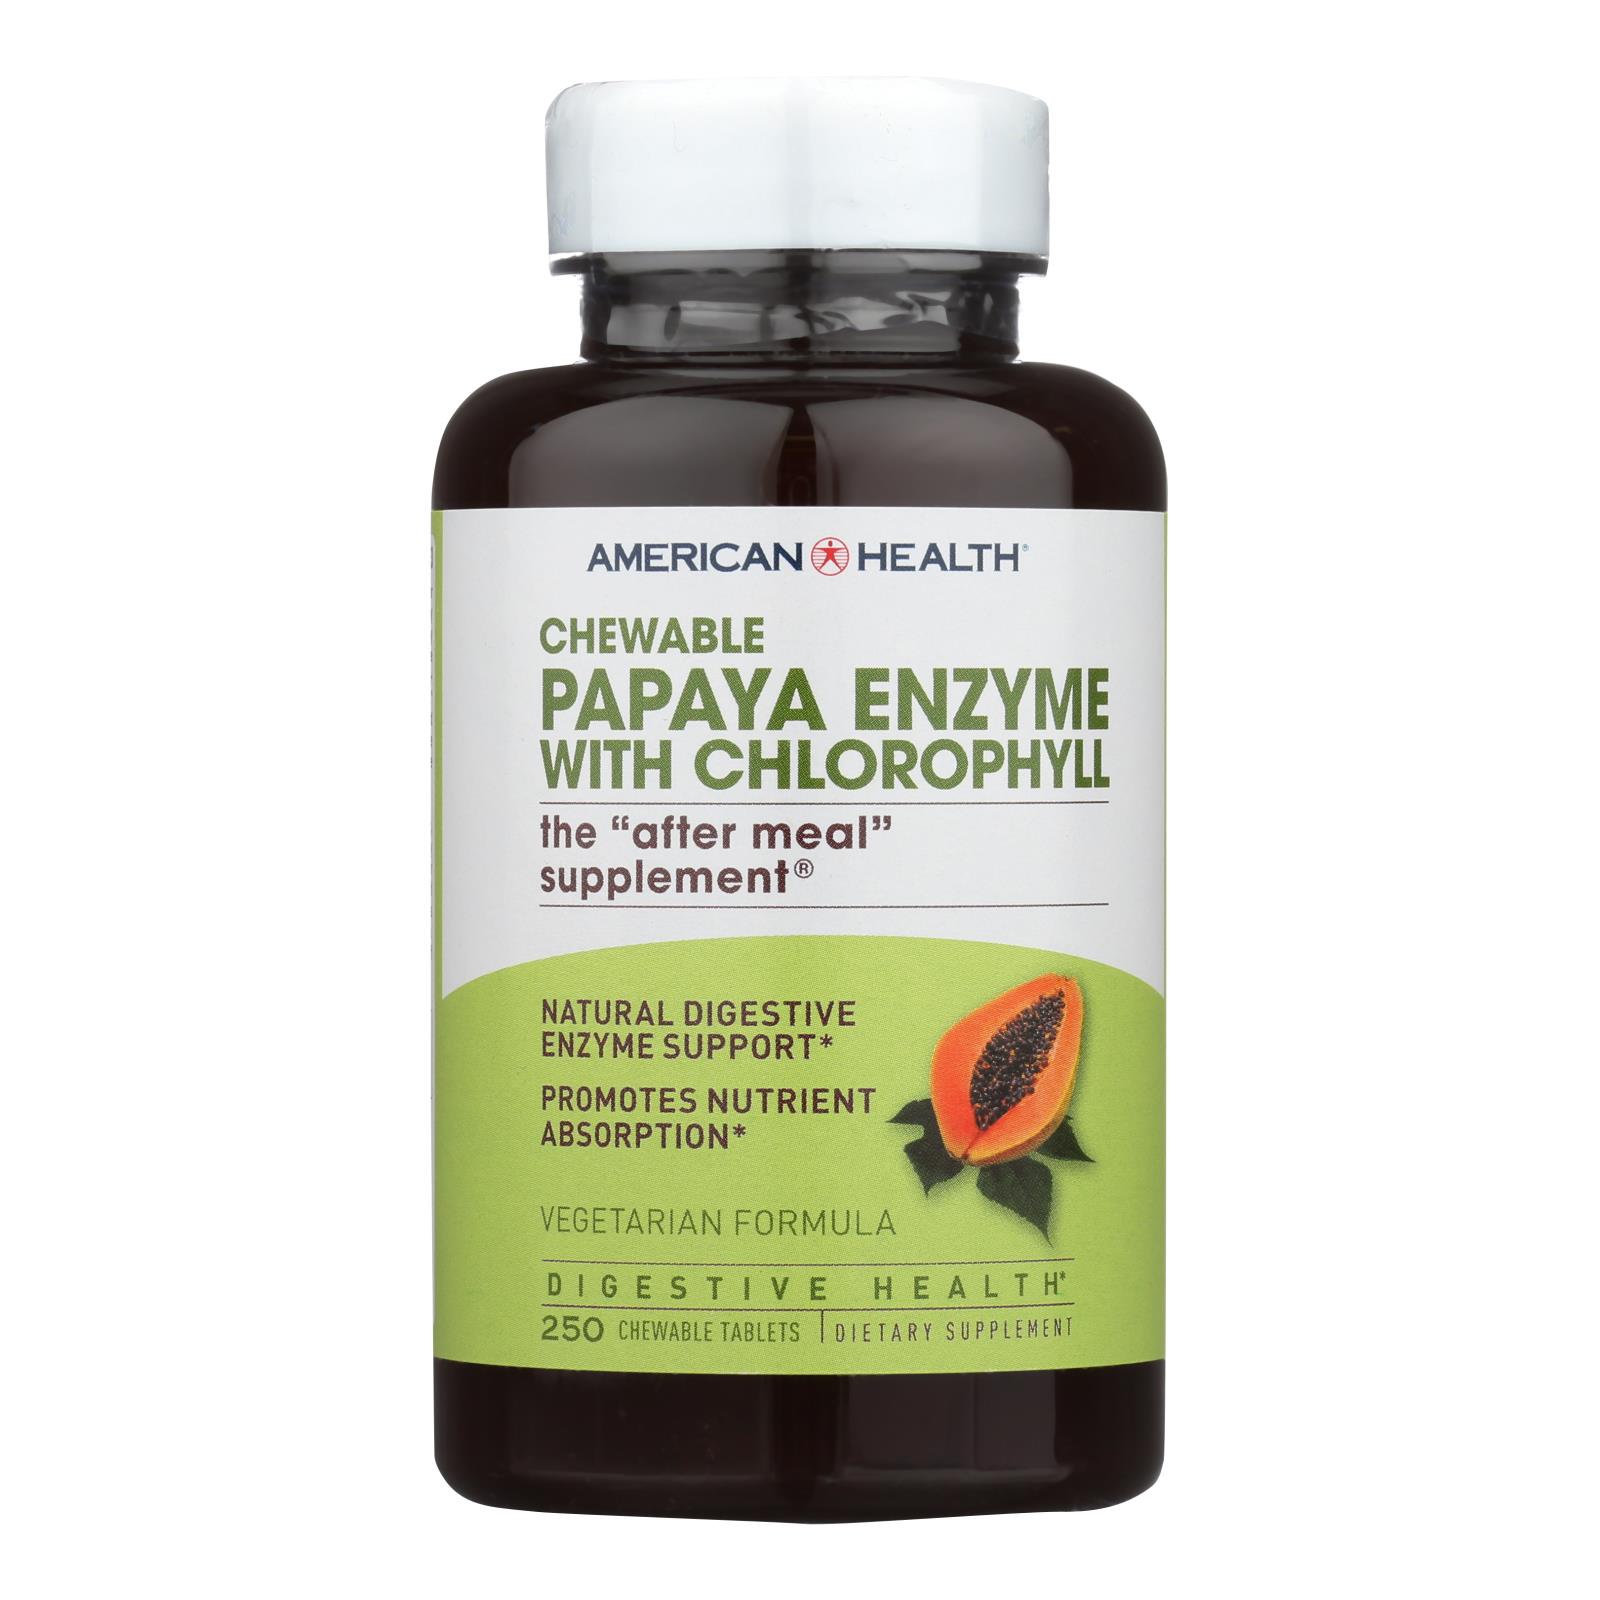 AMERICAN HEALTH®
CHEWABLE
PAPAYA ENZYME
WITH CHLOROPHYLL
the “after meal”
supplement®
NATURAL DIGESTIVE
ENZYME SUPPORT*
PROMOTES NUTRIENT
ABSORPTION*
VEGETARIAN FORMULA
DIGESTIVE HEALTH*
250 CHEWABLE TABLETS | DIETARY SUPPLEMENT